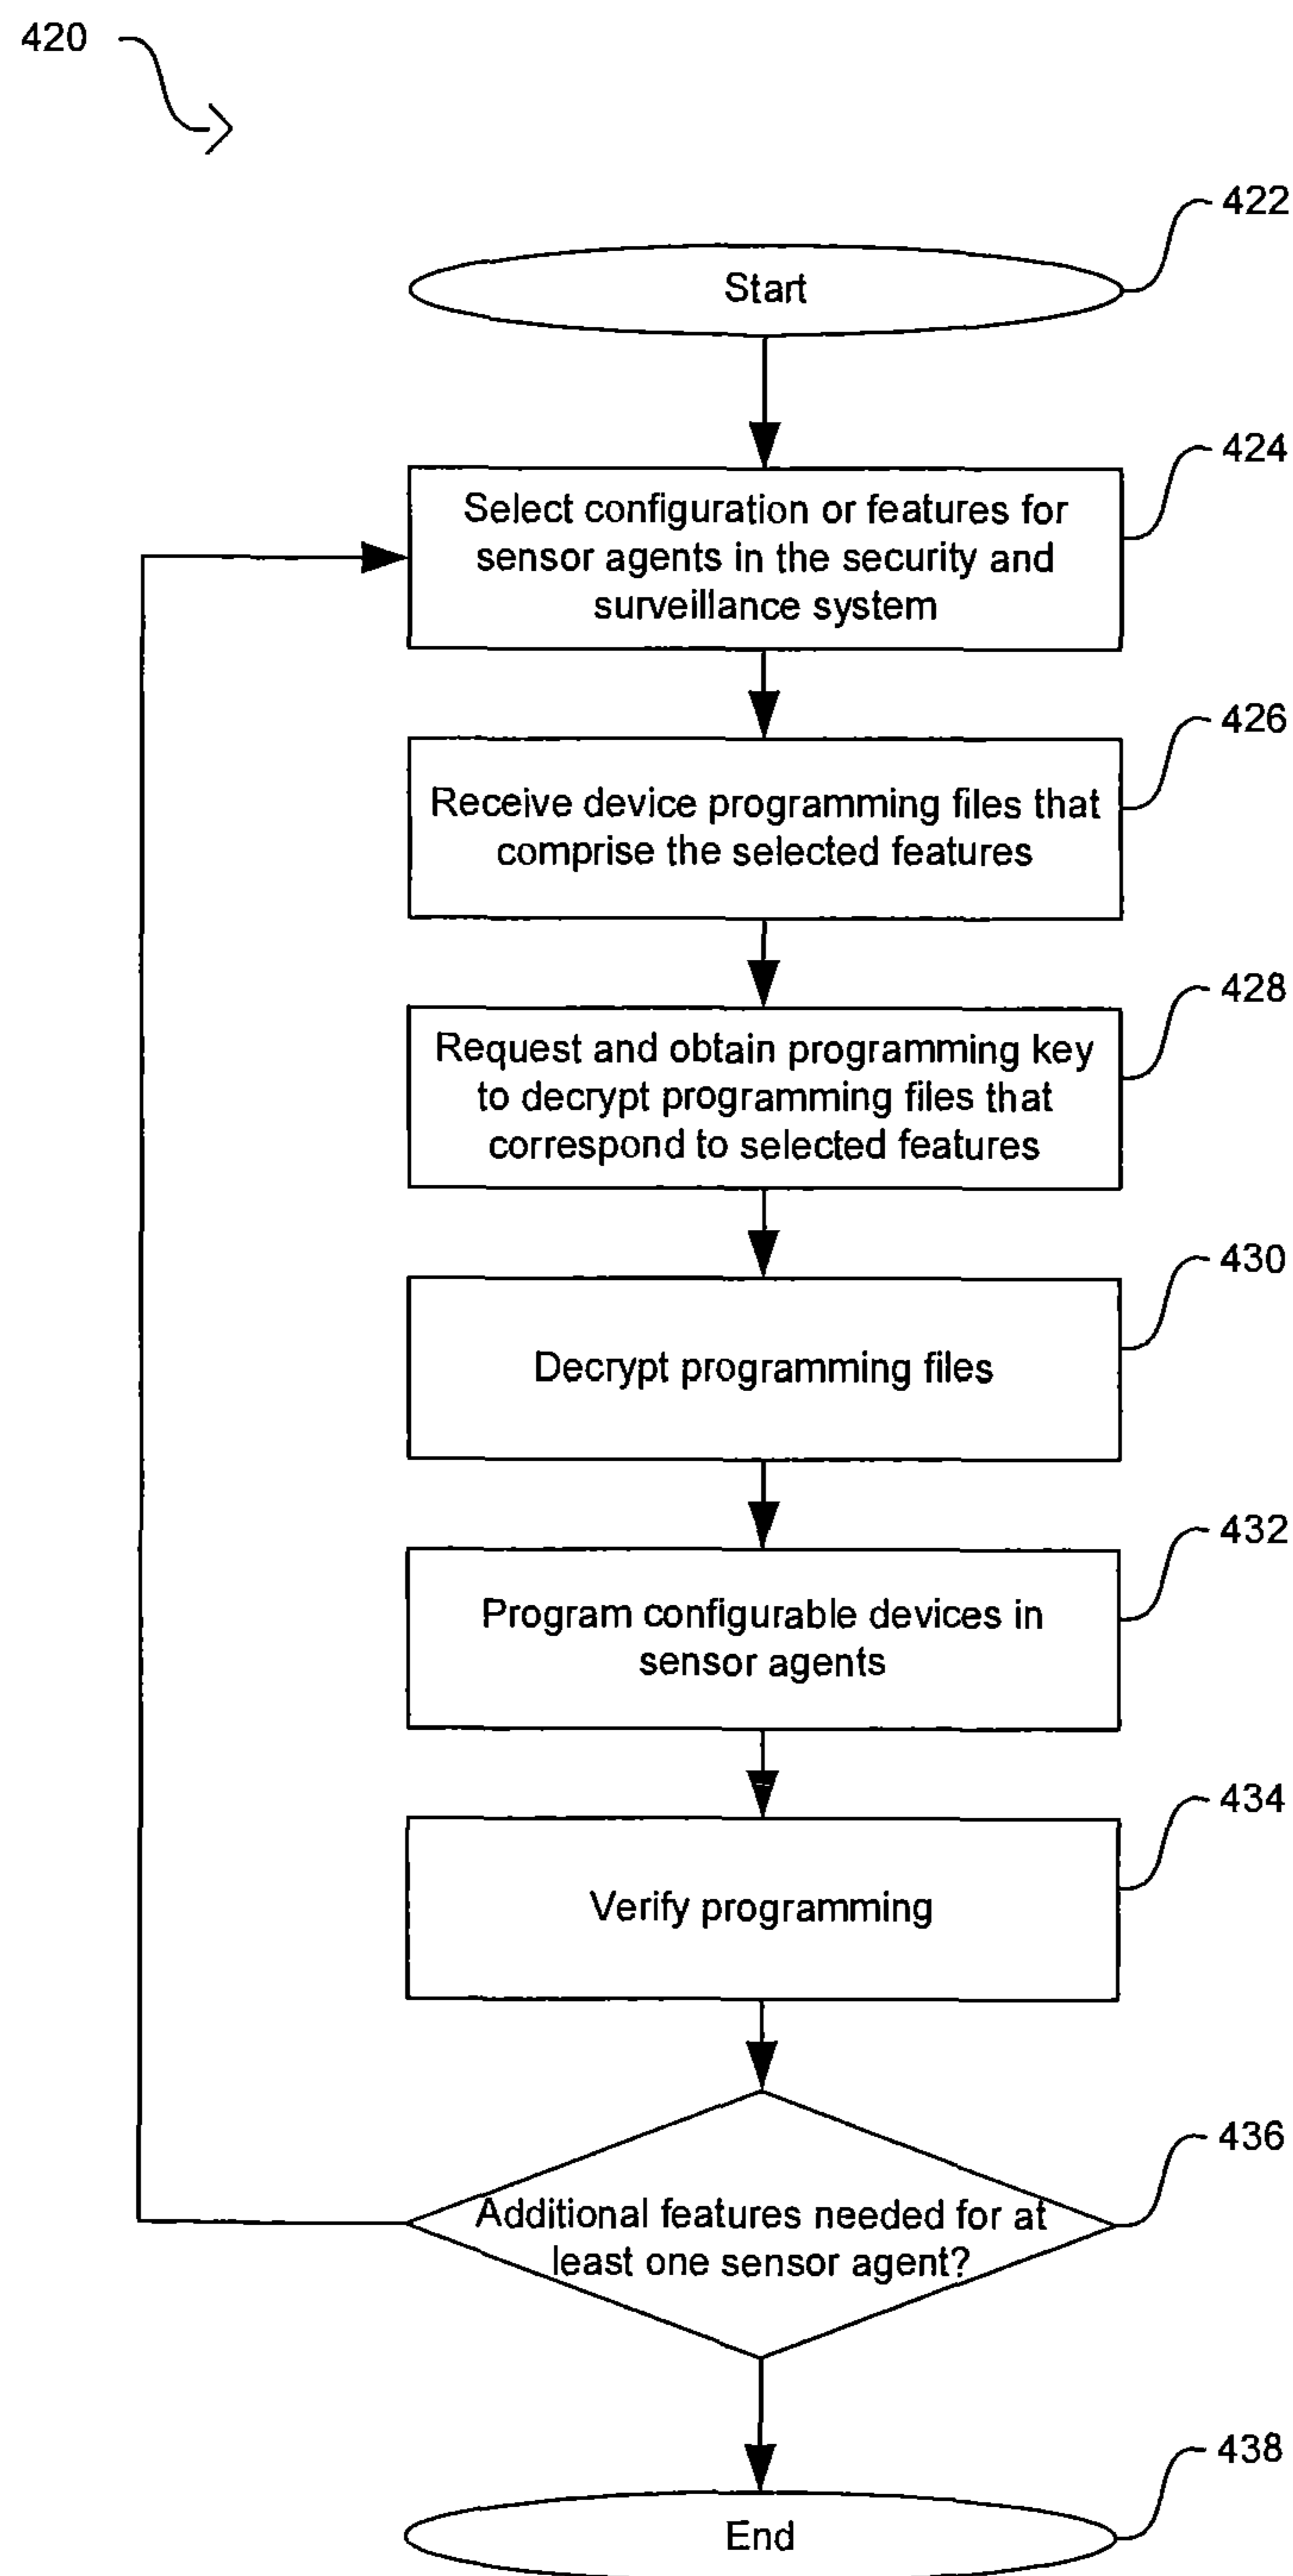 420
422
Start
424
Select configuration or features for
sensor agents in the security and
surveillance system
426
Receive device programming files that
comprise the selected features
428
Request and obtain programming key
to decrypt programming files that
correspond to selected features
430
Decrypt programming files
432
Program configurable devices in
sensor agents
434
Verify programming
436
Additional features needed for at
least one sensor agent?
438
End